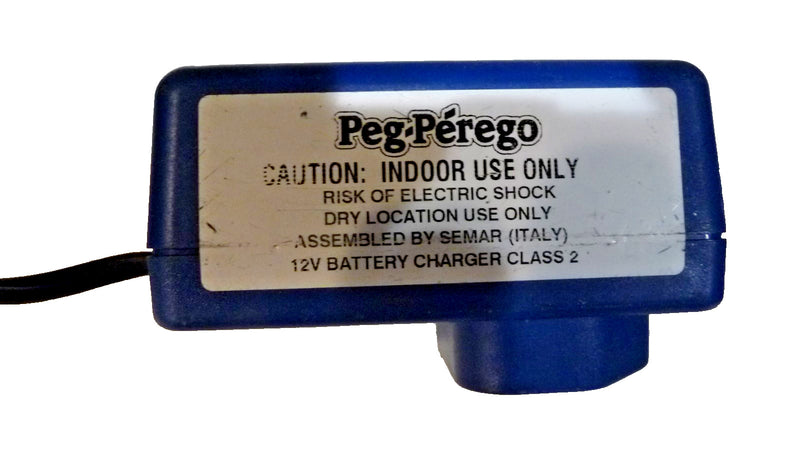 Peg-Pérego
CAUTION: INDOOR USE ONLY
RISK OF ELECTRIC SHOCK
DRY LOCATION USE ONLY
ASSEMBLED BY SEMAR (ITALY)
12V BATTERY CHARGER CLASS 2